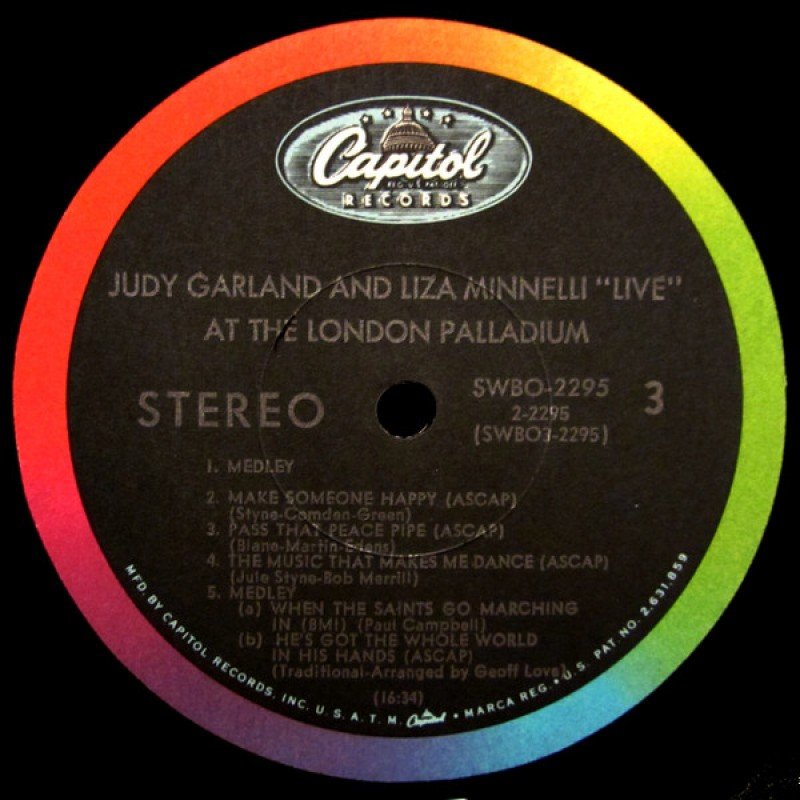 Capitol
REG. U.S. PAT. OFF.
RECORDS
JUDY GARLAND AND LIZA MINNELLI "LIVE"
AT THE LONDON PALLADIUM
STEREO
SWBO-2295
2-2295
(SWBO3-2295)
3
1. MEDLEY
2. MAKE SOMEONE HAPPY (ASCAP)
(Styne-Comden-Green)
3. PASS THAT PEACE PIPE (ASCAP)
(Blane-Martin-Edens)
4. THE MUSIC THAT MAKES ME DANCE (ASCAP)
(Jule Styne-Bob Merrill)
5. MEDLEY
(a) WHEN THE SAINTS GO MARCHING
IN (BMI) (Paul Campbell)
(b) HE'S GOT THE WHOLE WORLD
IN HIS HANDS (ASCAP)
(Traditional-Arranged by Geoff Love)
(16:34)
MFD. BY CAPITOL RECORDS, INC. U.S.A. T.M. Capitol • MARCA REG. • U.S. PAT. NO. 2,631,859